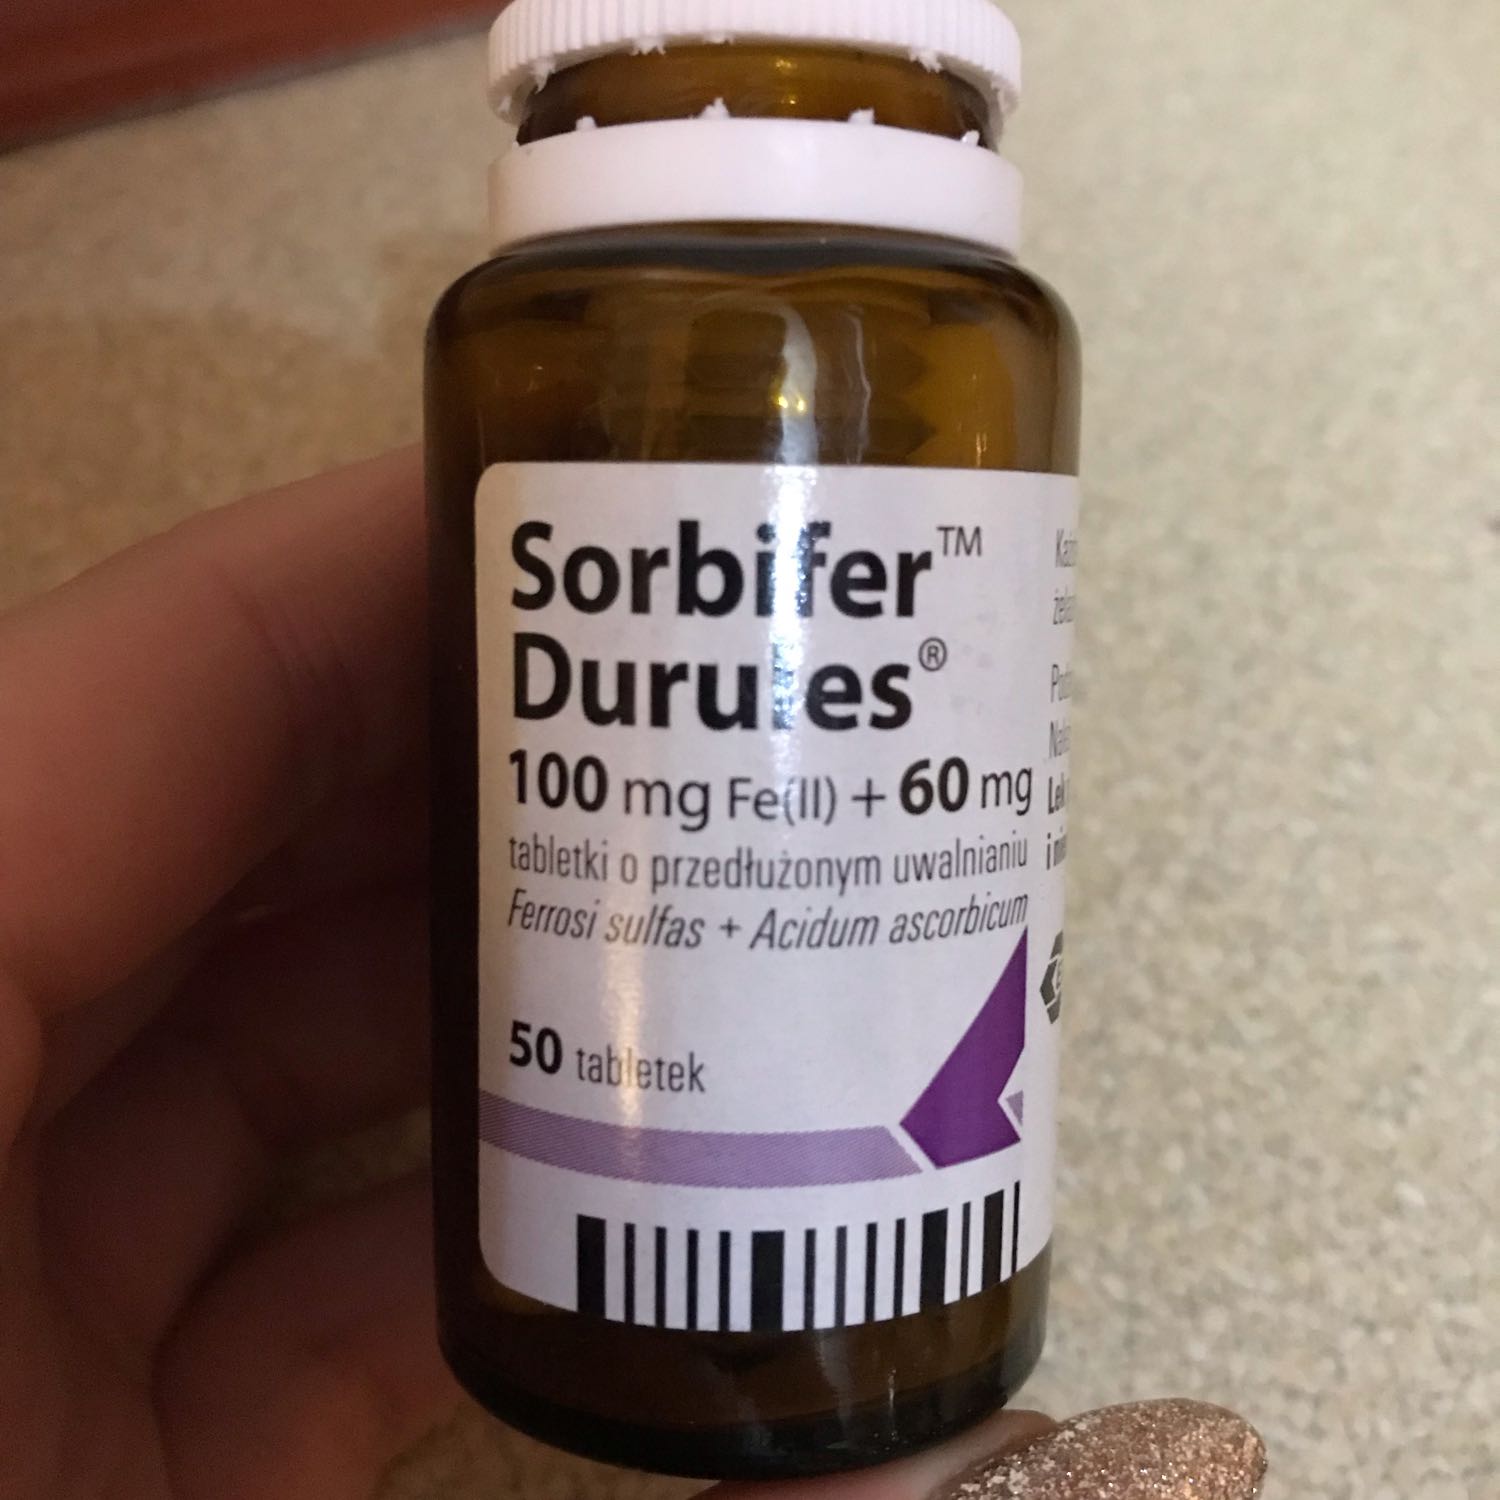 Sorbifer™
Durules®
100 mg Fe(II) + 60 mg
tabletki o przedłużonym uwalnianiu
Ferrosi sulfas + Acidum ascorbicum
50 tabletek